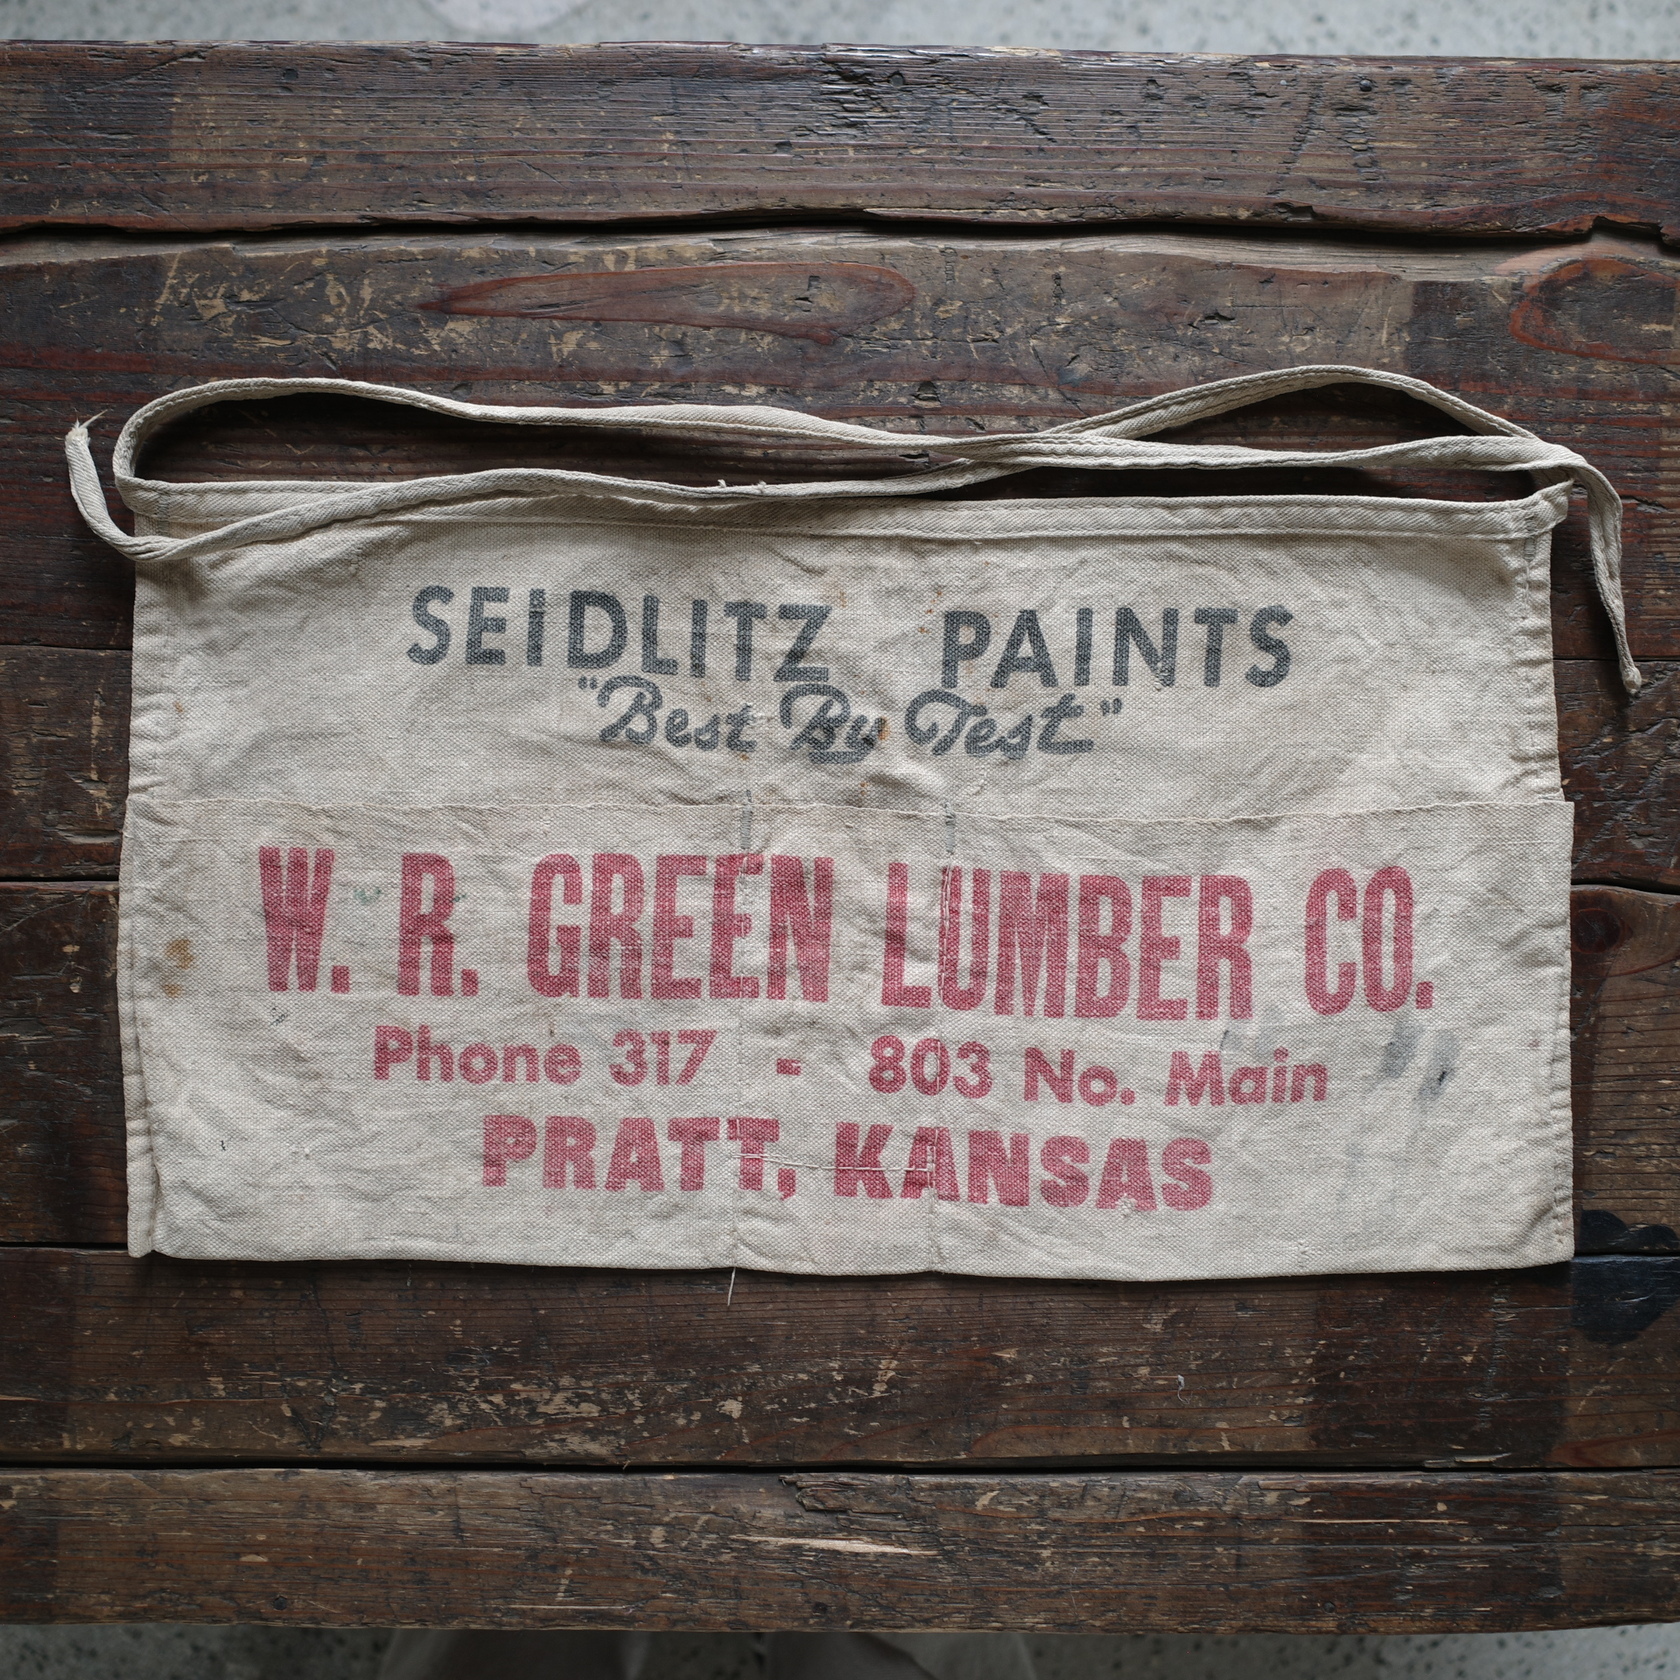 SEIDLITZ PAINTS
"Best By Test"
W. R. GREEN LUMBER CO.
Phone 317 - 803 No. Main
PRATT, KANSAS